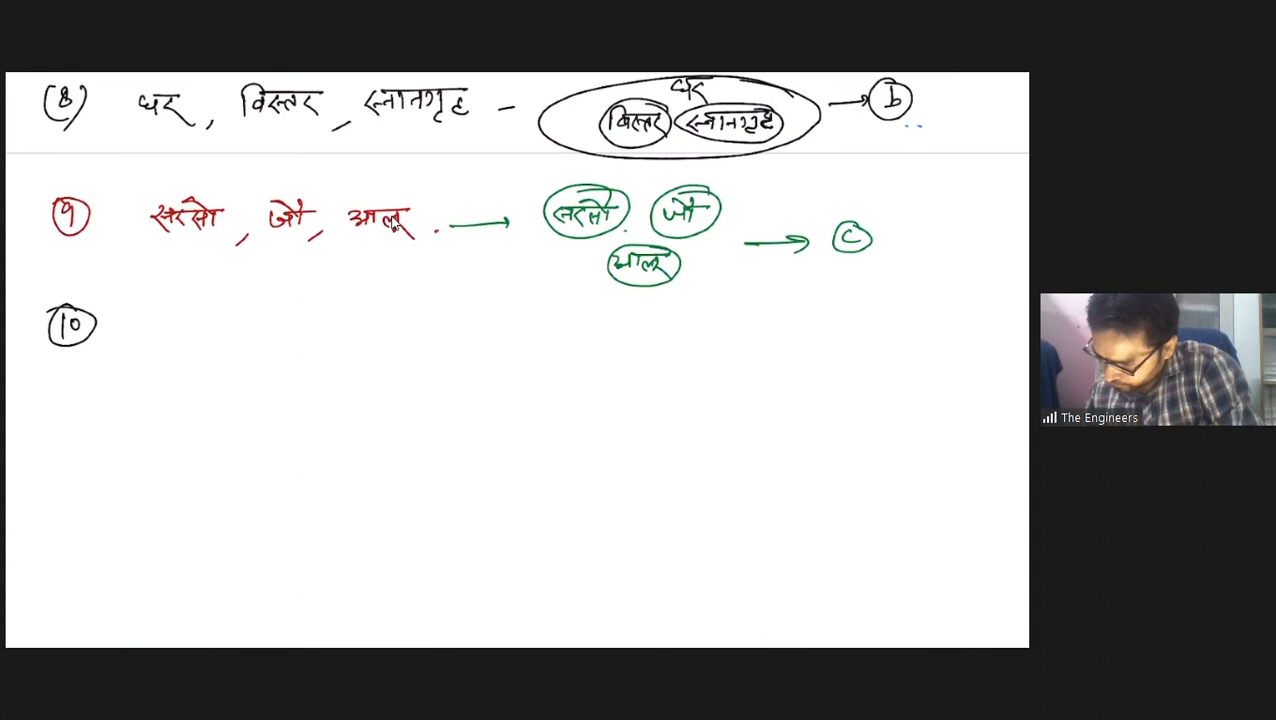 (8) घर, बिस्तर, स्नानगृह - घर बिस्तर स्नानगृह → b
9 सरसों, जौ, आलू. → सरसों जौ आलू → c
10
The Engineers